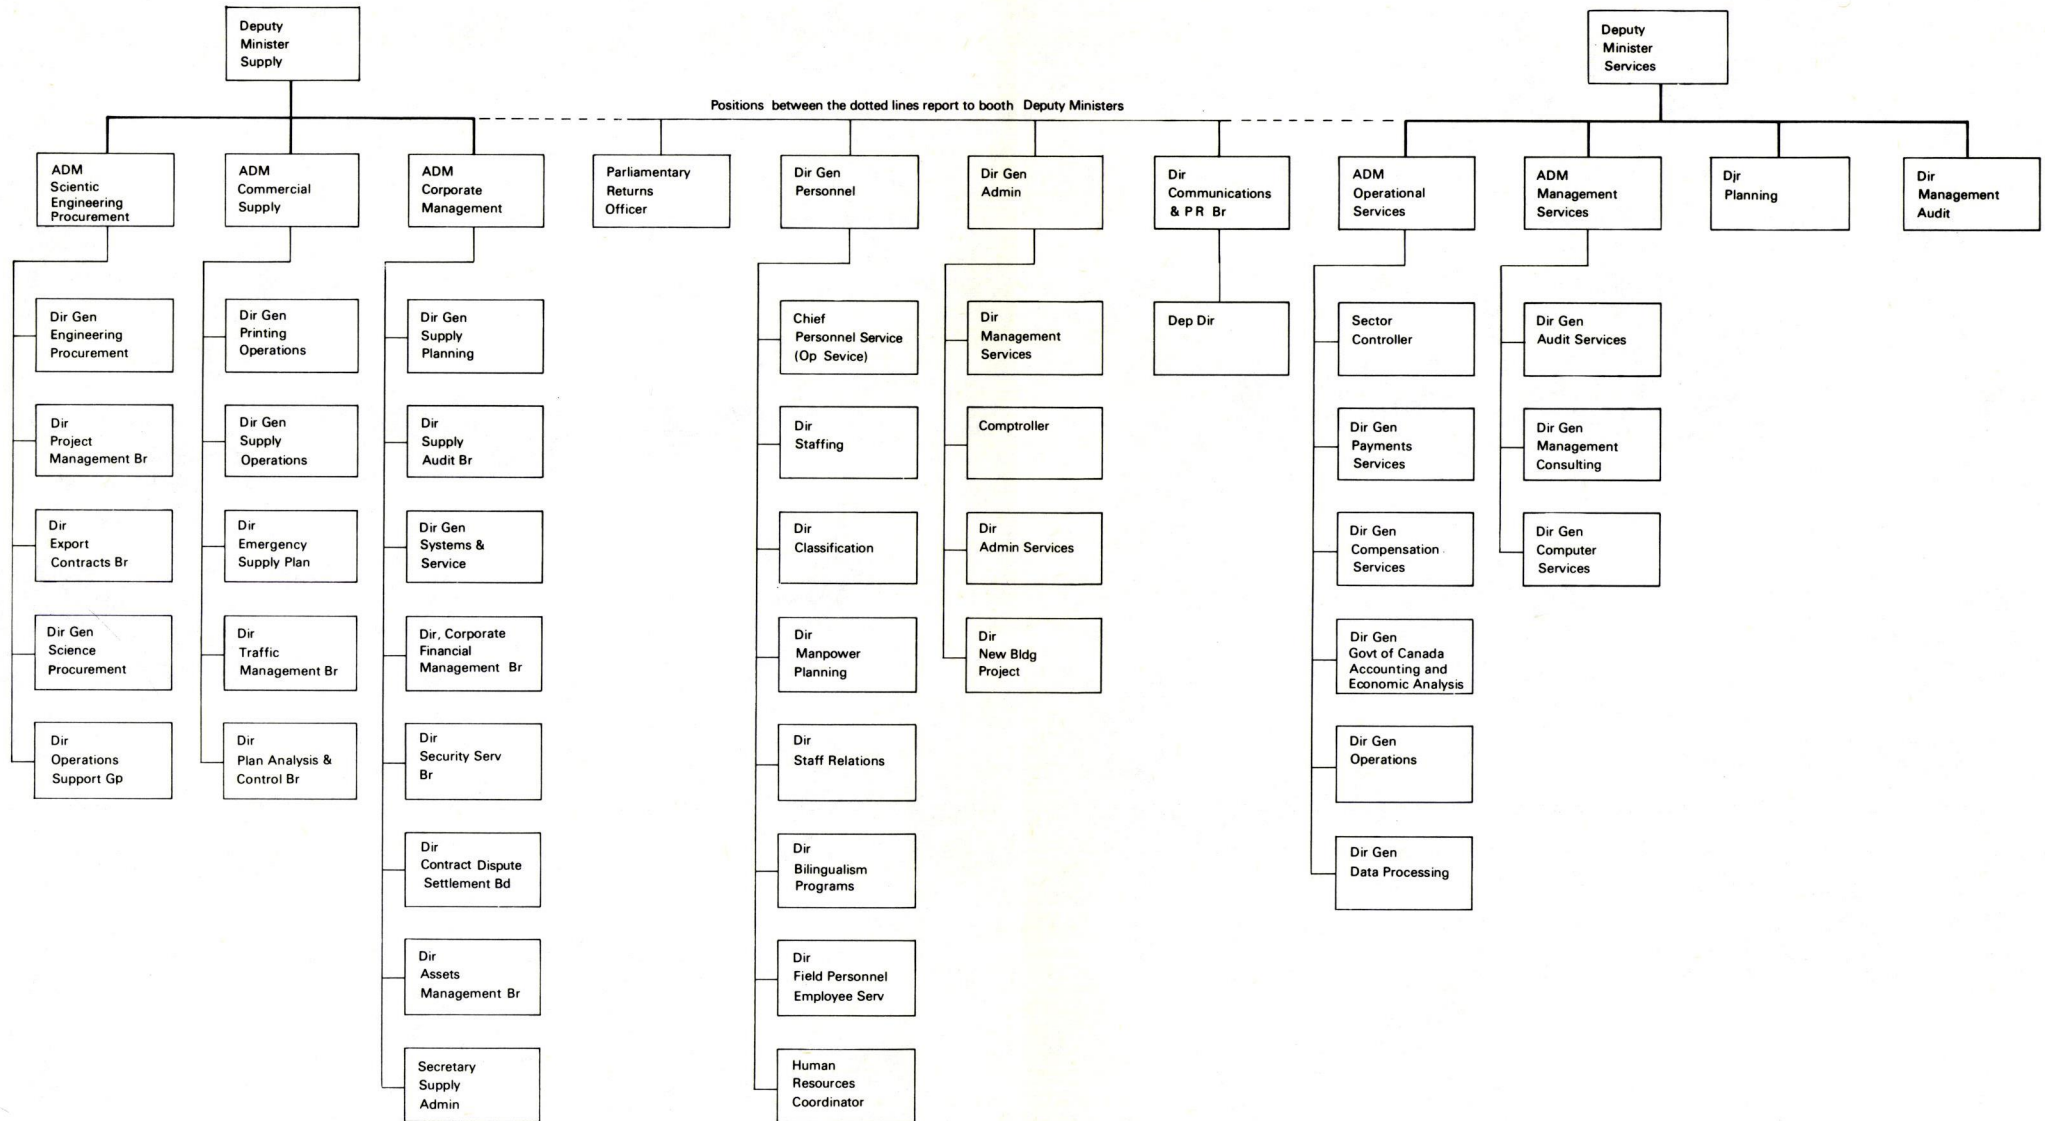 Deputy
Minister
Supply
Deputy
Minister
Services
Positions between the dotted lines report to booth Deputy Ministers
ADM
Scientic
Engineering
Procurement
ADM
Commercial
Supply
ADM
Corporate
Management
Parliamentary
Returns
Officer
Dir Gen
Personnel
Dir Gen
Admin
Dir
Communications
& P R Br
ADM
Operational
Services
ADM
Management
Services
Djr
Planning
Dir
Management
Audit
Dir Gen
Engineering
Procurement
Dir
Project
Management Br
Dir
Export
Contracts Br
Dir Gen
Science
Procurement
Dir
Operations
Support Gp
Dir Gen
Printing
Operations
Dir Gen
Supply
Operations
Dir
Emergency
Supply Plan
Dir
Traffic
Management Br
Dir
Plan Analysis &
Control Br
Dir Gen
Supply
Planning
Dir
Supply
Audit Br
Dir Gen
Systems &
Service
Dir, Corporate
Financial
Management Br
Dir
Security Serv
Br
Dir
Contract Dispute
Settlement Bd
Dir
Assets
Management Br
Secretary
Supply
Admin
Chief
Personnel Service
(Op Sevice)
Dir
Staffing
Dir
Classification
Dir
Manpower
Planning
Dir
Staff Relations
Dir
Bilingualism
Programs
Dir
Field Personnel
Employee Serv
Human
Resources
Coordinator
Dir
Management
Services
Comptroller
Dir
Admin Services
Dir
New Bldg
Project
Dep Dir
Sector
Controller
Dir Gen
Payments
Services
Dir Gen
Compensation
Services
Dir Gen
Govt of Canada
Accounting and
Economic Analysis
Dir Gen
Operations
Dir Gen
Data Processing
Dir Gen
Audit Services
Dir Gen
Management
Consulting
Dir Gen
Computer
Services